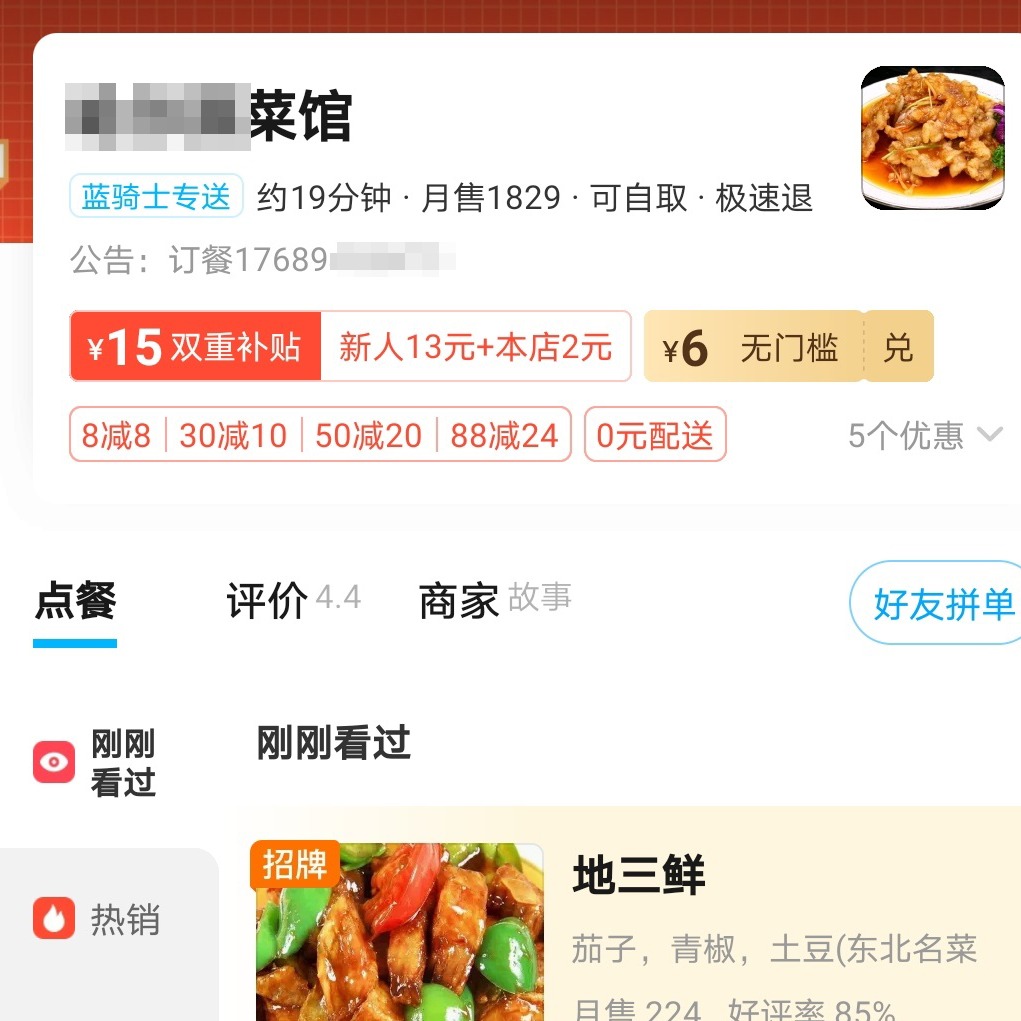 菜馆
蓝骑士专送 约19分钟 · 月售1829 · 可自取 · 极速退
公告：订餐17689
¥15 双重补贴 新人13元+本店2元 ¥6 无门槛 兑
8减8 30减10 50减20 88减24 0元配送 5个优惠
点餐 评价 4.4 商家 故事 好友拼单
刚刚看过
刚刚看过
招牌
地三鲜
热销
茄子，青椒，土豆(东北名菜
月售 224 好评率 85%